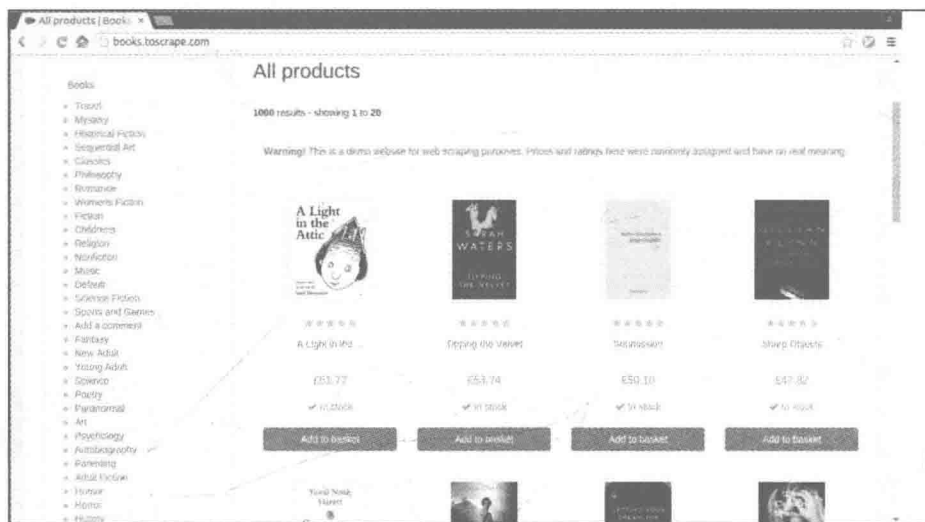 All products | Books
books.toscrape.com
Books
Travel
Mystery
Historical Fiction
Sequential Art
Classics
Philosophy
Romance
Womens Fiction
Fiction
Childrens
Religion
Nonfiction
Music
Default
Science Fiction
Sports and Games
Add a comment
Fantasy
New Adult
Young Adult
Science
Poetry
Paranormal
Art
Psychology
Autobiography
Parenting
Adult Fiction
Humor
Horror
History
All products
1000 results - showing 1 to 20
Warning! This is a demo website for web scraping purposes. Prices and ratings here were randomly assigned and have no real meaning.
A Light
in the
Attic
SARAH
WATERS
TIPPING
THE VELVET
A Light in the ...
Tipping the Velvet
Soumission
Sharp Objects
£51.77
£53.74
£50.10
£47.82
In stock
In stock
In stock
In stock
Add to basket
Add to basket
Add to basket
Add to basket